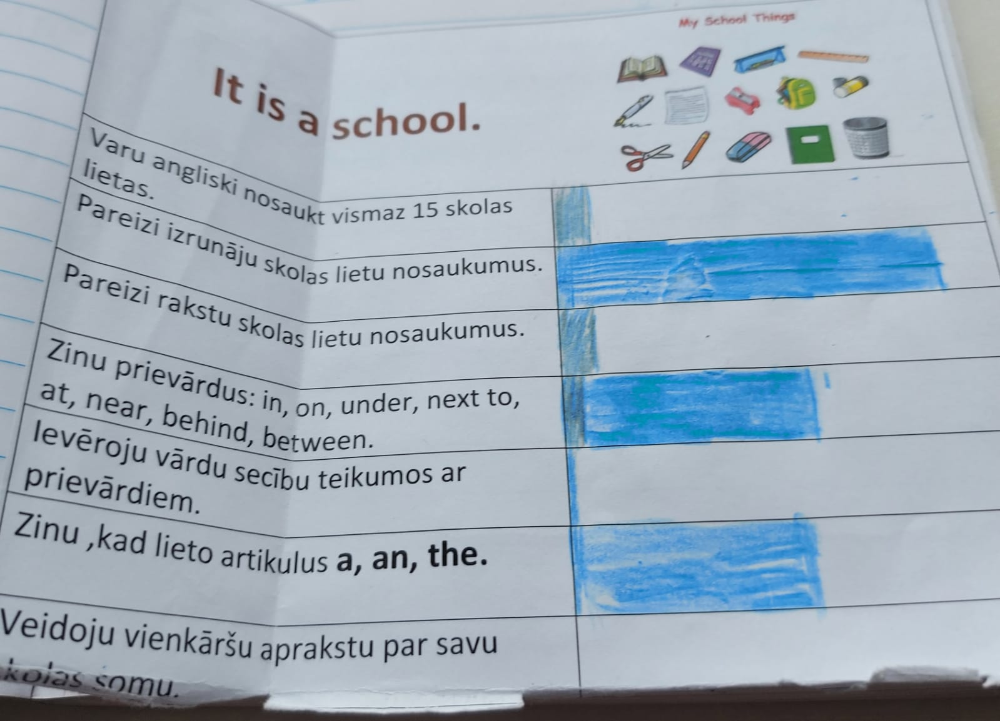 My School Things
It is a school.
Varu angliski nosaukt vismaz 15 skolas
lietas.
Pareizi izrunāju skolas lietu nosaukumus.
Pareizi rakstu skolas lietu nosaukumus.
Zinu prievārdus: in, on, under, next to,
at, near, behind, between.
Ievēroju vārdu secību teikumos ar
prievārdiem.
Zinu ,kad lieto artikulus a, an, the.
Veidoju vienkāršu aprakstu par savu
kolas somu.